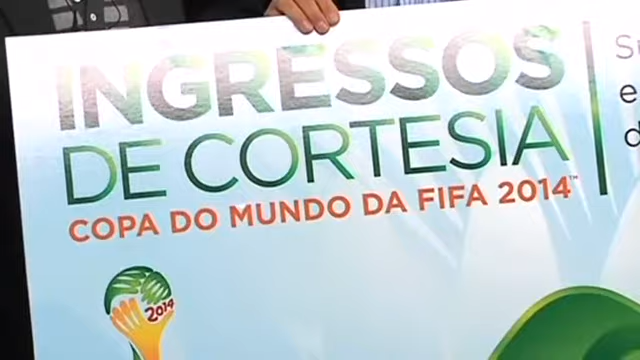 INGRESSOS
DE CORTESIA
COPA DO MUNDO DA FIFA 2014™
e
2014